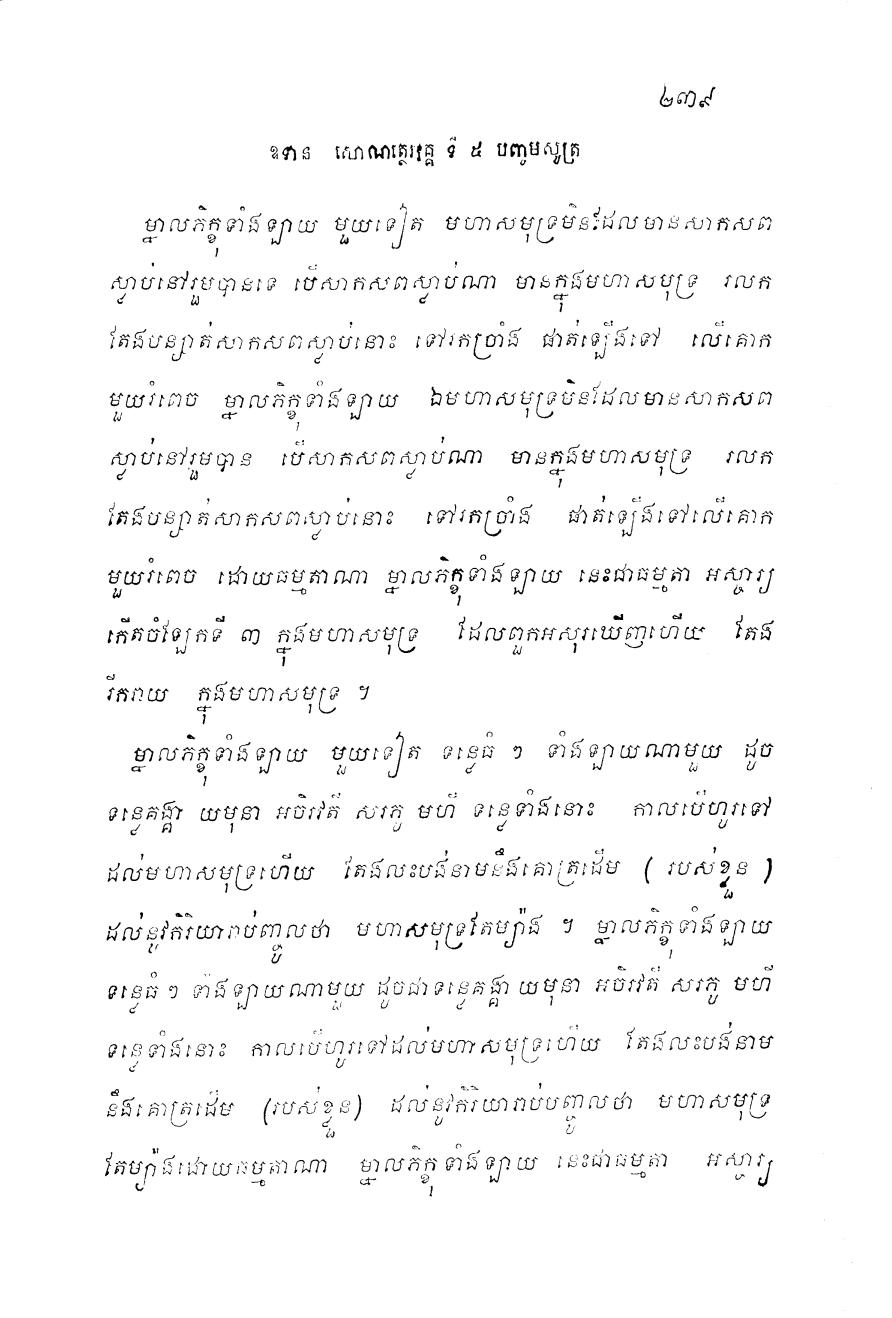 ២៣៩
ឧទាន សោណត្ថេរវគ្គ ទី ៥ បញ្ចមសូត្រ
ម្នាលភិក្ខុទាំងឡាយ មួយទៀត មហាសមុទ្រមិនដែលមានសាកសព
ស្អុយនៅរួមបានទេ បើសាកសពស្អុយណា មានក្នុងមហាសមុទ្រ រលក
តែងបន្សាត់សាកសពស្អុយនោះ ទៅរកច្រាំង ផាត់ឡើងទៅ លើគោក
មួយរំពេច ម្នាលភិក្ខុទាំងឡាយ ឯមហាសមុទ្រមិនដែលមានសាកសព
ស្អុយនៅរួមបាន បើសាកសពស្អុយណា មានក្នុងមហាសមុទ្រ រលក
តែងបន្សាត់សាកសពស្អុយនោះ ទៅរកច្រាំង ផាត់ឡើងទៅលើគោក
មួយរំពេច ដោយធម្មតាណា ម្នាលភិក្ខុទាំងឡាយ នេះជាធម្មតា អស្ចារ្យ
កើតចំឡែកទី ៣ ក្នុងមហាសមុទ្រ ដែលពួកអសុរឃើញហើយ តែង
រីករាយ ក្នុងមហាសមុទ្រ ។
ម្នាលភិក្ខុទាំងឡាយ មួយទៀត ទន្លេធំ ៗ ទាំងឡាយណាមួយ ដូច
ទន្លេគង្គា យមុនា អចិរវតី សរភូ មហី ទន្លេទាំងនោះ កាលបើហូរទៅ
ដល់មហាសមុទ្រហើយ តែងលះបង់នាមនឹងគោត្រដើម ( របស់ខ្លួន )
ដល់នូវកិរិយារាប់បញ្ចូលថា មហាសមុទ្រតែម្យ៉ាង ។ ម្នាលភិក្ខុទាំងឡាយ
ទន្លេធំ ៗ ទាំងឡាយណាមួយ ដូចជាទន្លេគង្គា យមុនា អចិរវតី សរភូ មហី
ទន្លេទាំងនោះ កាលបើហូរទៅដល់មហាសមុទ្រហើយ តែងលះបង់នាម
នឹងគោត្រដើម (របស់ខ្លួន) ដល់នូវកិរិយារាប់បញ្ចូលថា មហាសមុទ្រ
តែម្យ៉ាងដោយធម្មតាណា ម្នាលភិក្ខុទាំងឡាយ នេះជាធម្មតា អស្ចារ្យ